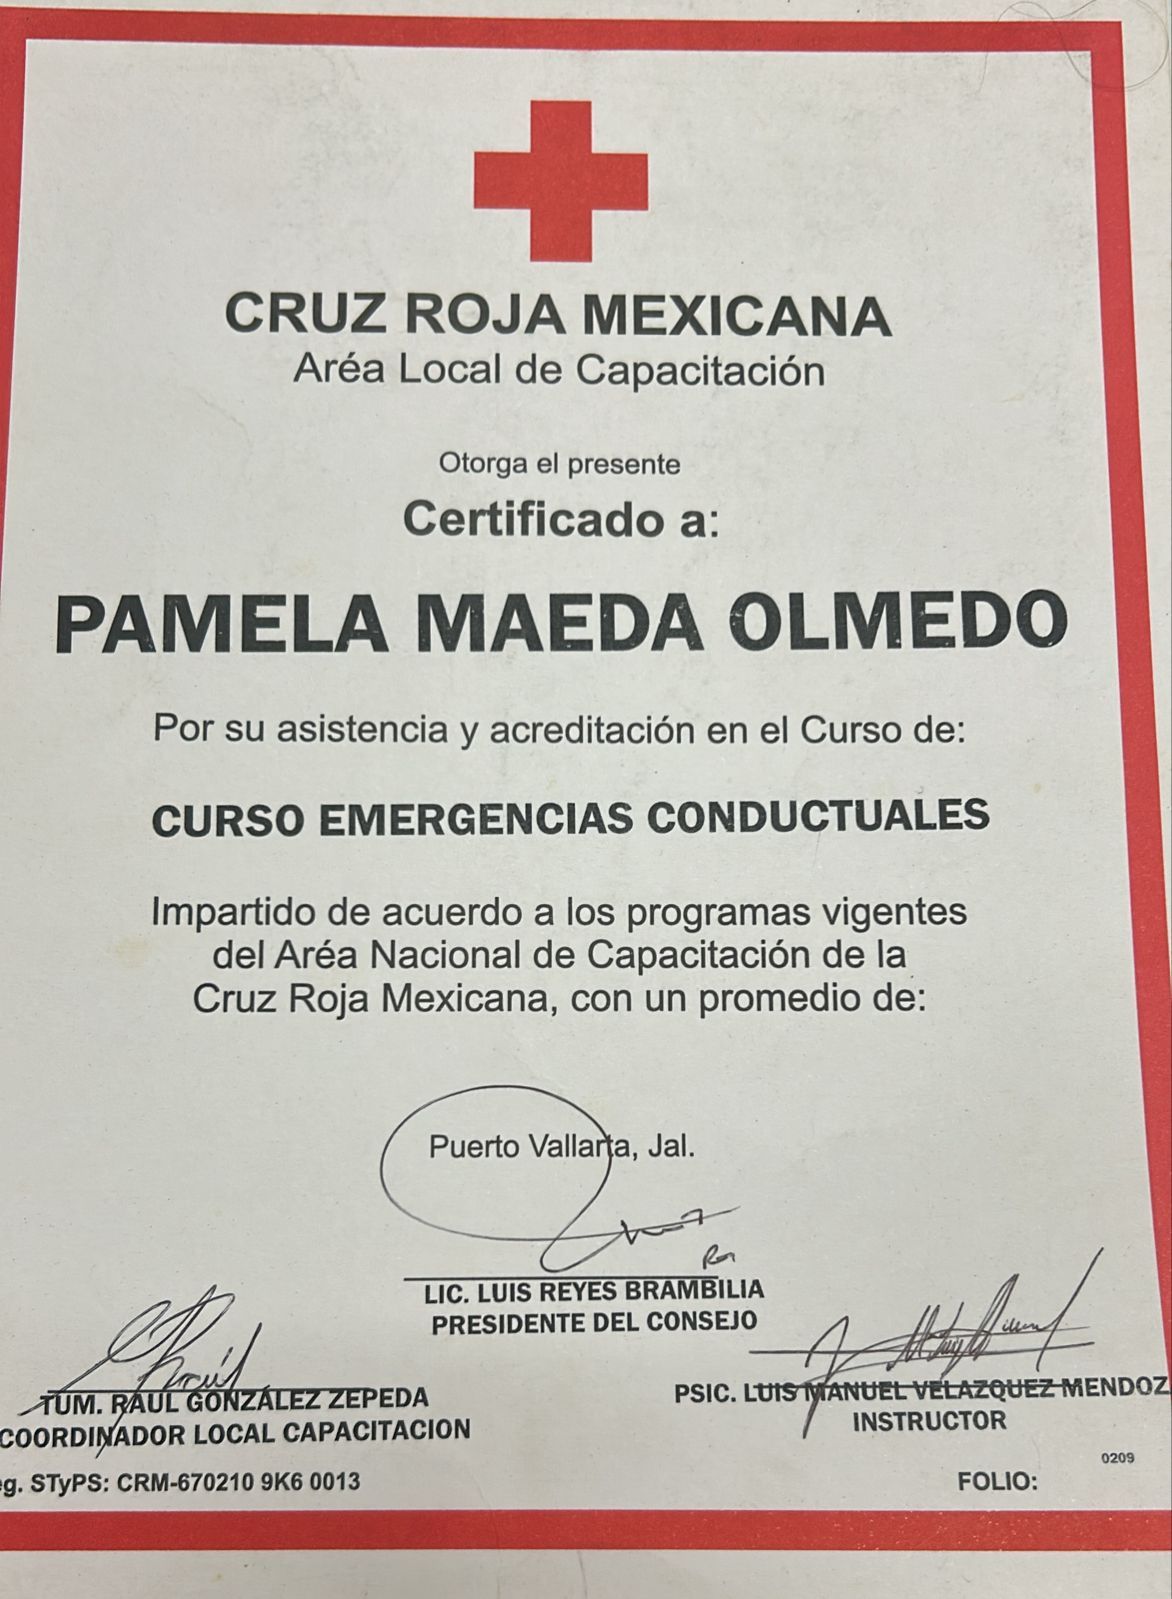 CRUZ ROJA MEXICANA
Aréa Local de Capacitación
Otorga el presente
Certificado a:
PAMELA MAEDA OLMEDO
Por su asistencia y acreditación en el Curso de:
CURSO EMERGENCIAS CONDUCTUALES
Impartido de acuerdo a los programas vigentes
del Aréa Nacional de Capacitación de la
Cruz Roja Mexicana, con un promedio de:
Puerto Vallarta, Jal.
LIC. LUIS REYES BRAMBILIA
PRESIDENTE DEL CONSEJO
TUM. RAUL GONZÁLEZ ZEPEDA
COORDINADOR LOCAL CAPACITACION
eg. STyPS: CRM-670210 9K6 0013
PSIC. LUIS MANUEL VELAZQUEZ MENDOZ
INSTRUCTOR
0209
FOLIO: